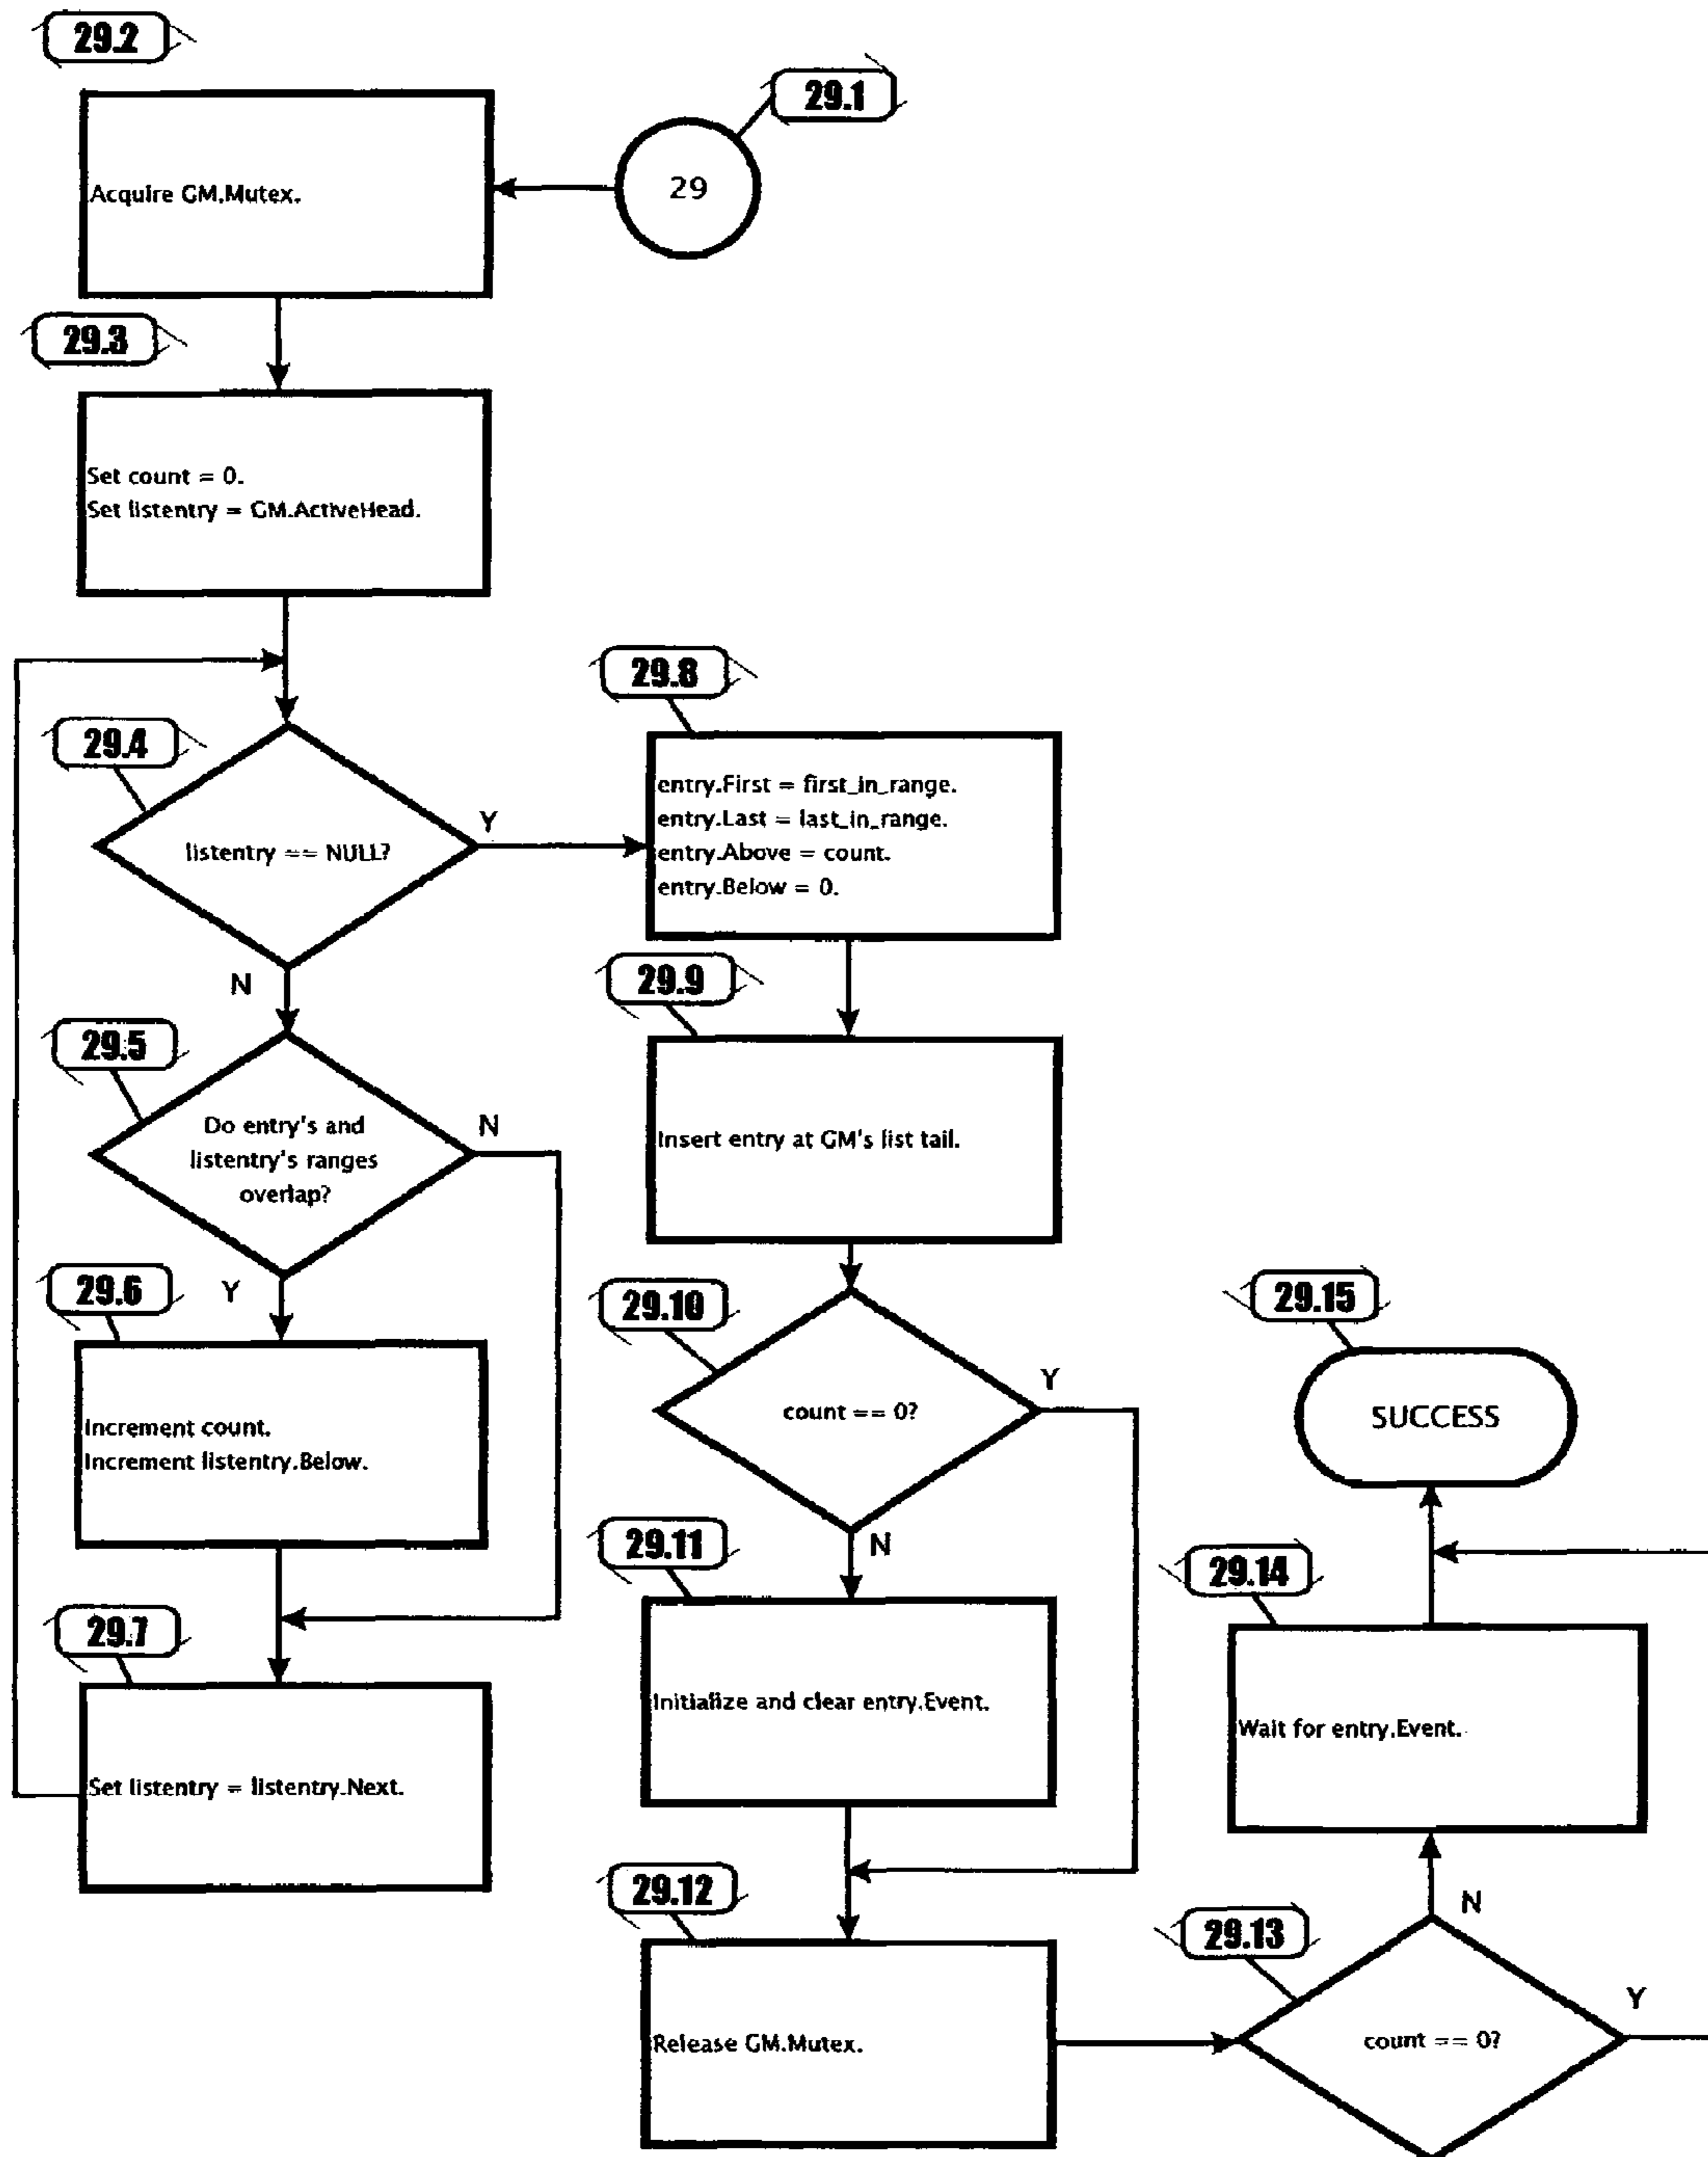 29.2
29.1
29
Acquire GM.Mutex.
29.3
Set count = 0.
Set listentry = GM.ActiveHead.
29.4
listentry == NULL?
Y
N
29.5
Do entry's and
listentry's ranges
overlap?
N
Y
29.6
Increment count.
Increment listentry.Below.
29.7
Set listentry = listentry.Next.
29.8
entry.First = first_in_range.
entry.Last = last_in_range.
entry.Above = count.
entry.Below = 0.
29.9
Insert entry at GM's list tail.
29.10
count == 0?
Y
N
29.11
Initialize and clear entry.Event.
29.12
Release GM.Mutex.
29.13
count == 0?
N
Y
29.14
Wait for entry.Event.
29.15
SUCCESS